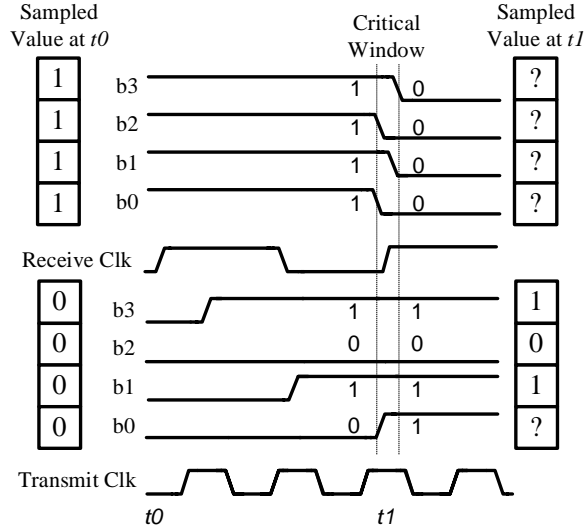 Sampled Value at t0
Critical Window
Sampled Value at t1
1 b3 1 0 ?
1 b2 1 0 ?
1 b1 1 0 ?
1 b0 1 0 ?
Receive Clk
0 b3 1 1 1
0 b2 0 0 0
0 b1 1 1 1
0 b0 0 1 ?
Transmit Clk
t0 t1